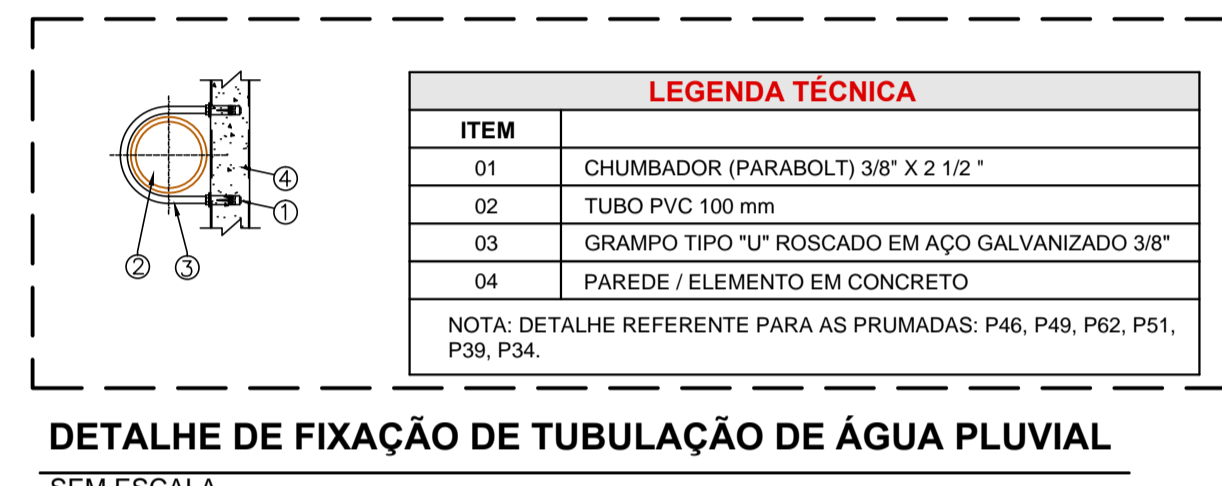 LEGENDA TÉCNICA
ITEM
01 CHUMBADOR (PARABOLT) 3/8" X 2 1/2 "
02 TUBO PVC 100 mm
03 GRAMPO TIPO "U" ROSCADO EM AÇO GALVANIZADO 3/8"
04 PAREDE / ELEMENTO EM CONCRETO
NOTA: DETALHE REFERENTE PARA AS PRUMADAS: P46, P49, P62, P51,
P39, P34.
4
1
2 3
DETALHE DE FIXAÇÃO DE TUBULAÇÃO DE ÁGUA PLUVIAL
SEM ESCALA